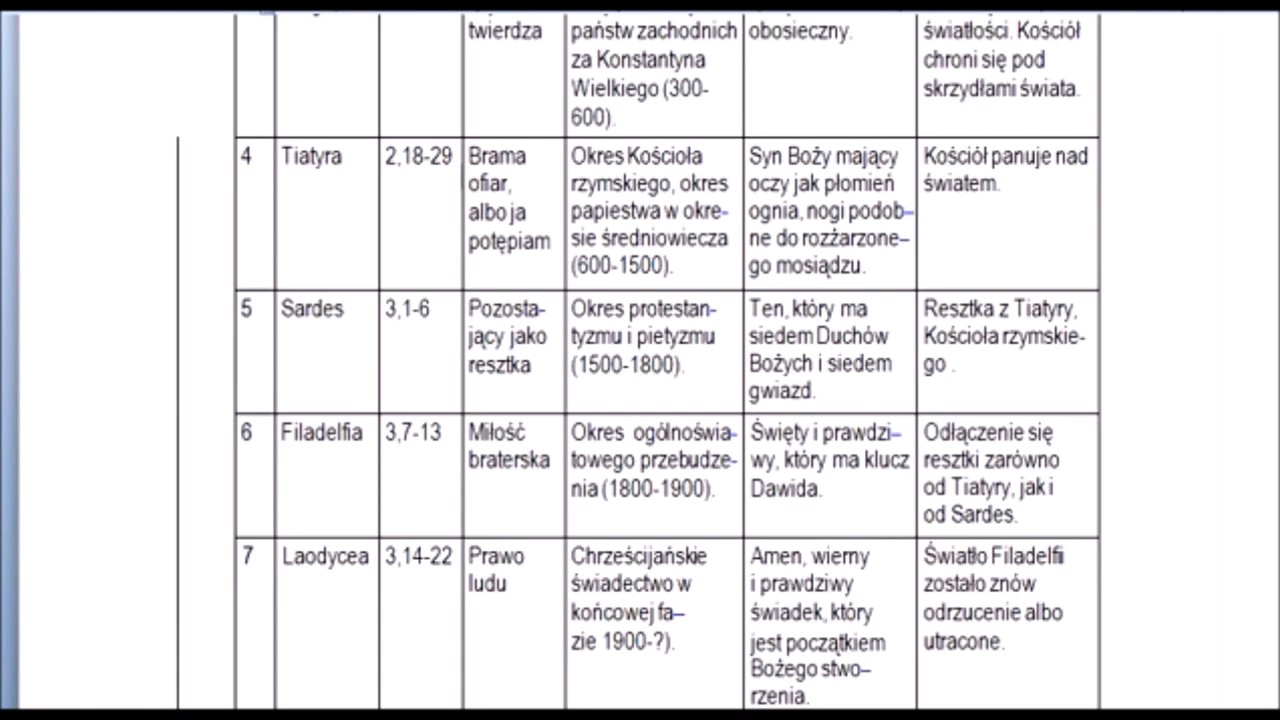 twierdza
państw zachodnich
za Konstantyna
Wielkiego (300-
600).
obosieczny.
światłości. Kościół
chroni się pod
skrzydłami świata.
4
Tiatyra
2,18-29
Brama
ofiar,
albo ja
potępiam
Okres Kościoła
rzymskiego, okres
papiestwa w okre-
sie średniowiecza
(600-1500).
Syn Boży mający
oczy jak płomień
ognia, nogi podob-
ne do rozżarzone-
go mosiądzu.
Kościół panuje nad
światem.
5
Sardes
3,1-6
Pozosta-
jący jako
resztka
Okres protestan-
tyzmu i pietyzmu
(1500-1800).
Ten, który ma
siedem Duchów
Bożych i siedem
gwiazd.
Resztka z Tiatyry,
Kościoła rzymskie-
go .
6
Filadelfia
3,7-13
Miłość
braterska
Okres ogólnoświa-
towego przebudze-
nia (1800-1900).
Święty i prawdzi-
wy, który ma klucz
Dawida.
Odłączenie się
resztki zarówno
od Tiatyry, jak i
od Sardes.
7
Laodycea
3,14-22
Prawo
ludu
Chrześcijańskie
świadectwo w
końcowej fa-
zie 1900-?).
Amen, wierny
i prawdziwy
świadek, który
jest początkiem
Bożego stwo-
rzenia.
Światło Filadelfii
zostało znów
odrzucenie albo
utracone.